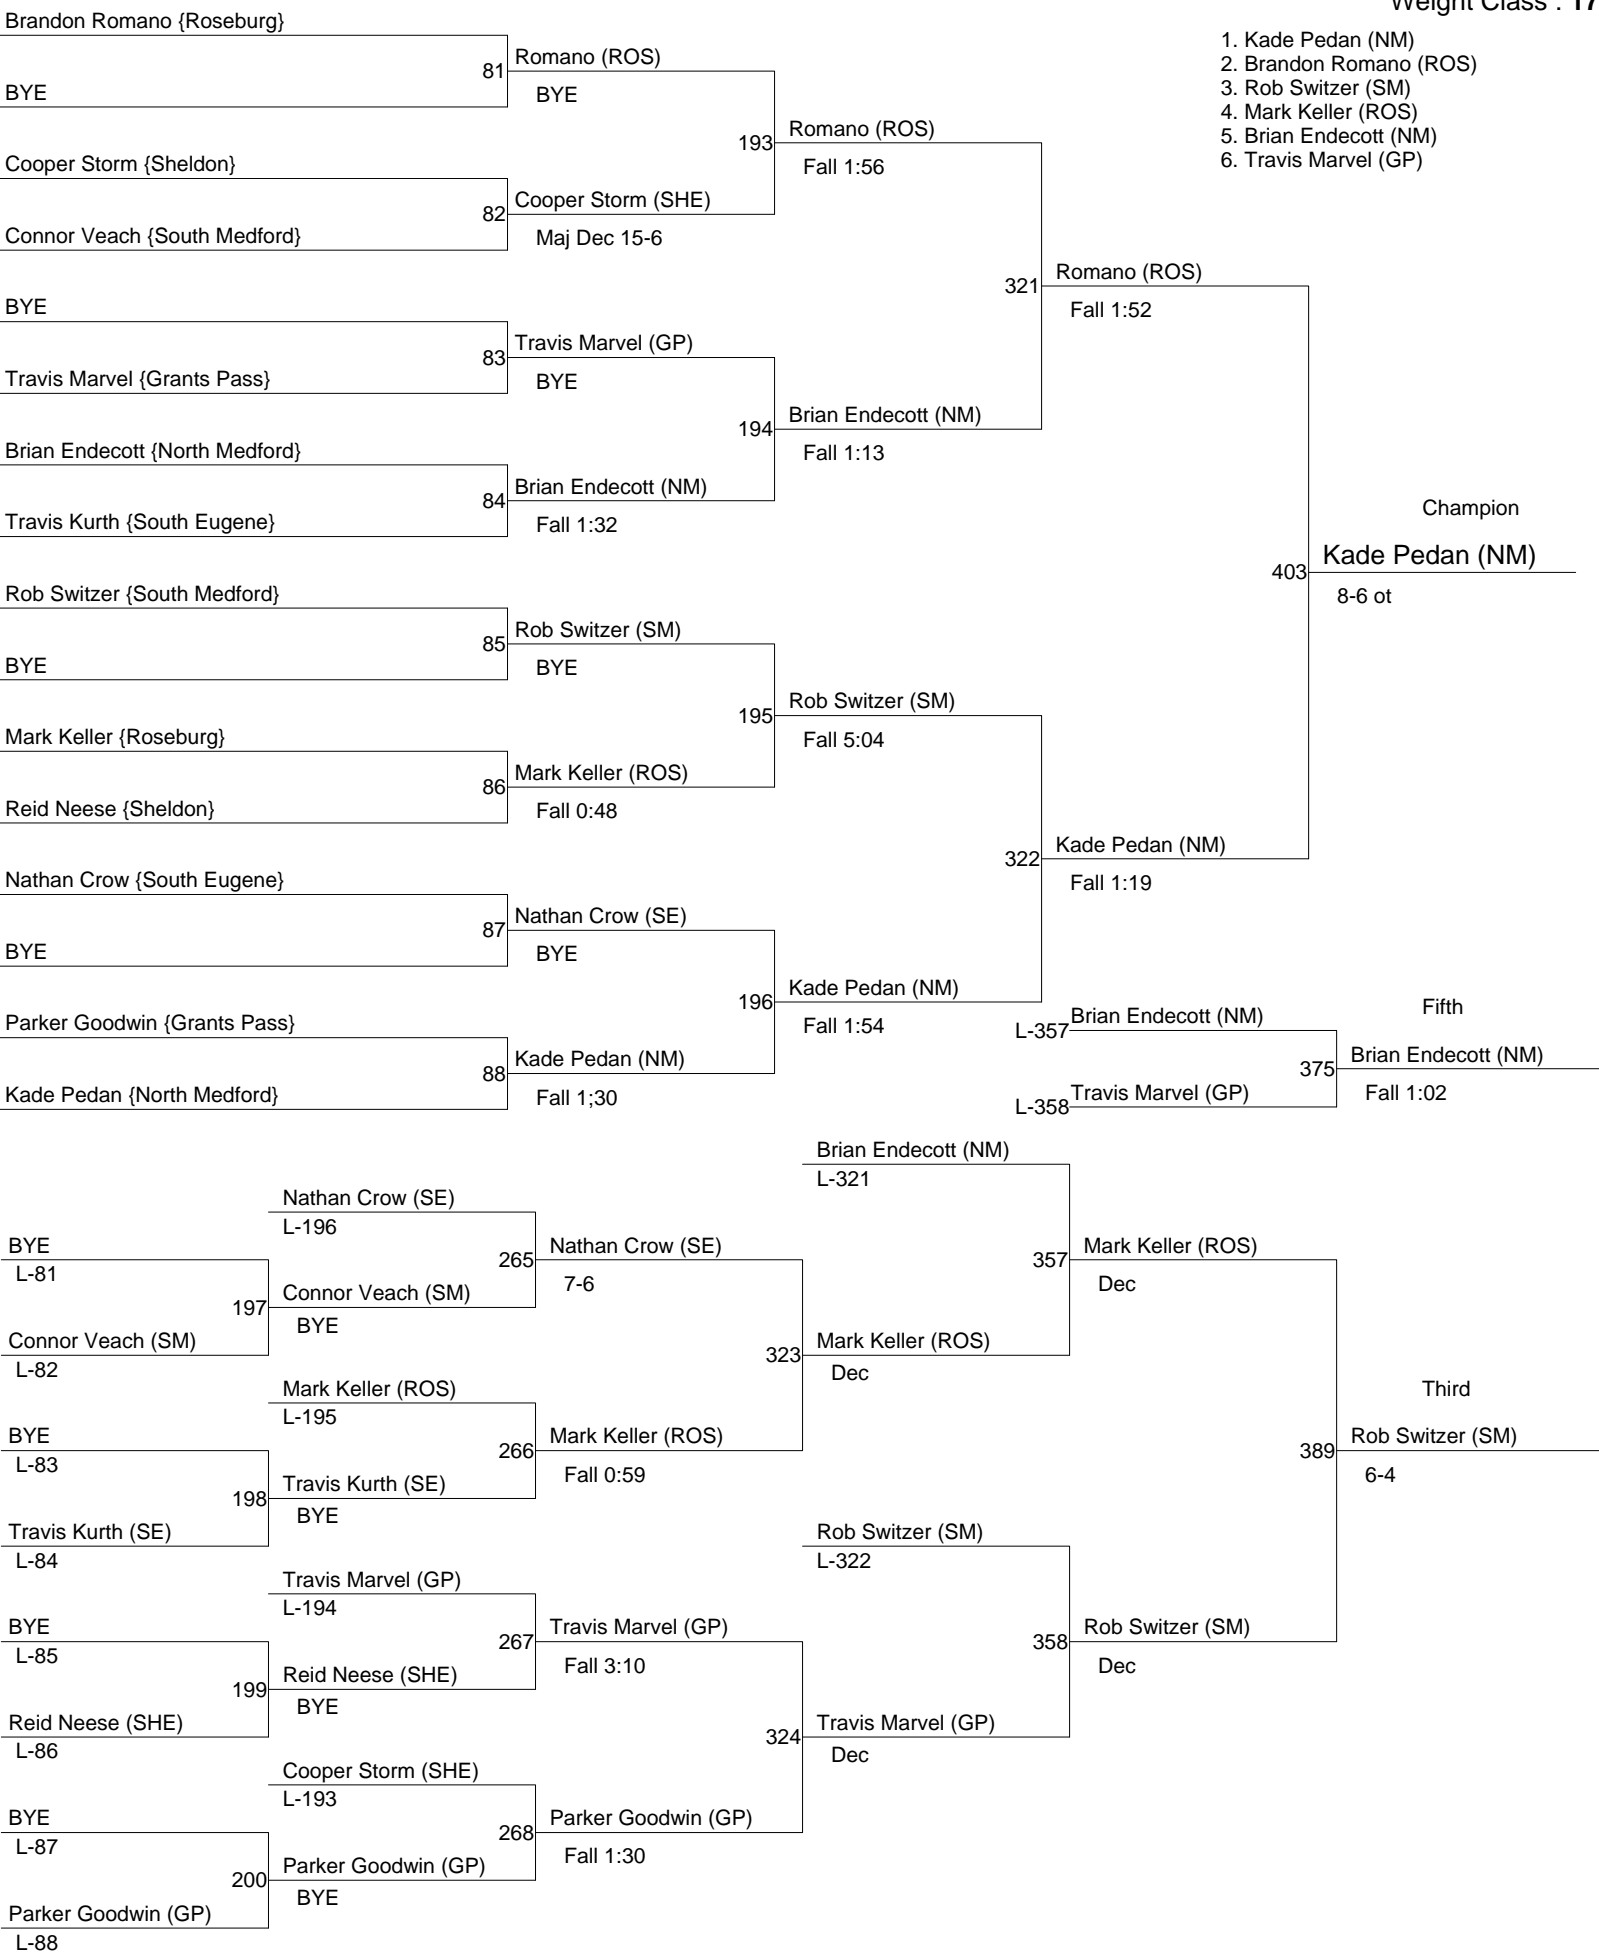 Weight Class : 17
1. Kade Pedan (NM)
2. Brandon Romano (ROS)
3. Rob Switzer (SM)
4. Mark Keller (ROS)
5. Brian Endecott (NM)
6. Travis Marvel (GP)
Brandon Romano {Roseburg}
81 Romano (ROS)
BYE
BYE
193 Romano (ROS)
Fall 1:56
Cooper Storm {Sheldon}
82 Cooper Storm (SHE)
Connor Veach {South Medford}
Maj Dec 15-6
321 Romano (ROS)
Fall 1:52
BYE
83 Travis Marvel (GP)
Travis Marvel {Grants Pass}
BYE
194 Brian Endecott (NM)
Fall 1:13
Brian Endecott {North Medford}
84 Brian Endecott (NM)
Travis Kurth {South Eugene}
Fall 1:32
Champion
403 Kade Pedan (NM)
8-6 ot
Rob Switzer {South Medford}
85 Rob Switzer (SM)
BYE
BYE
195 Rob Switzer (SM)
Fall 5:04
Mark Keller {Roseburg}
86 Mark Keller (ROS)
Reid Neese {Sheldon}
Fall 0:48
322 Kade Pedan (NM)
Fall 1:19
Nathan Crow {South Eugene}
87 Nathan Crow (SE)
BYE
BYE
196 Kade Pedan (NM)
Fall 1:54
Parker Goodwin {Grants Pass}
88 Kade Pedan (NM)
Kade Pedan {North Medford}
Fall 1;30
Fifth
L-357 Brian Endecott (NM)
375 Brian Endecott (NM)
Fall 1:02
L-358 Travis Marvel (GP)
Brian Endecott (NM)
L-321
Nathan Crow (SE)
L-196
BYE
L-81
265 Nathan Crow (SE)
7-6
357 Mark Keller (ROS)
Dec
197 Connor Veach (SM)
BYE
Connor Veach (SM)
L-82
323 Mark Keller (ROS)
Dec
Mark Keller (ROS)
L-195
Third
BYE
L-83
266 Mark Keller (ROS)
Fall 0:59
389 Rob Switzer (SM)
6-4
198 Travis Kurth (SE)
BYE
Travis Kurth (SE)
L-84
Rob Switzer (SM)
L-322
Travis Marvel (GP)
L-194
BYE
L-85
267 Travis Marvel (GP)
Fall 3:10
358 Rob Switzer (SM)
Dec
199 Reid Neese (SHE)
BYE
Reid Neese (SHE)
L-86
324 Travis Marvel (GP)
Dec
Cooper Storm (SHE)
L-193
BYE
L-87
268 Parker Goodwin (GP)
Fall 1:30
200 Parker Goodwin (GP)
BYE
Parker Goodwin (GP)
L-88